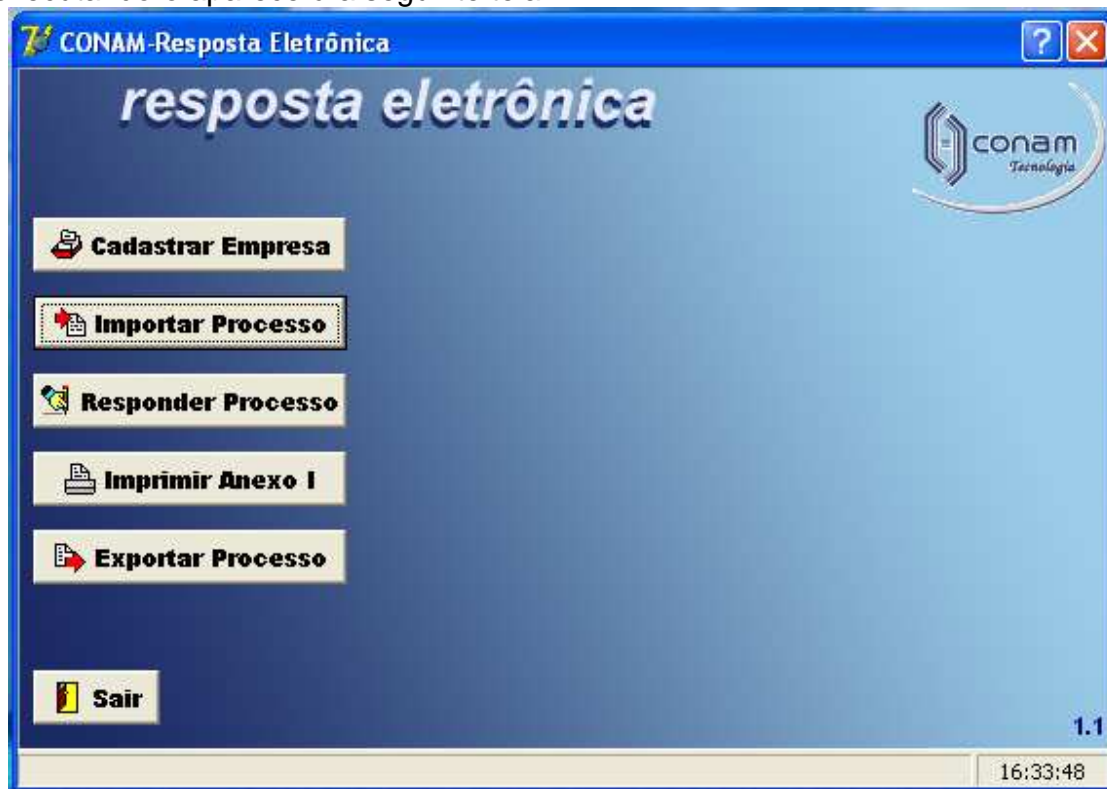 CONAM-Resposta Eletrônica
resposta eletrônica
conam
Tecnologia
Cadastrar Empresa
Importar Processo
Responder Processo
Imprimir Anexo I
Exportar Processo
Sair
1.1
16:33:48